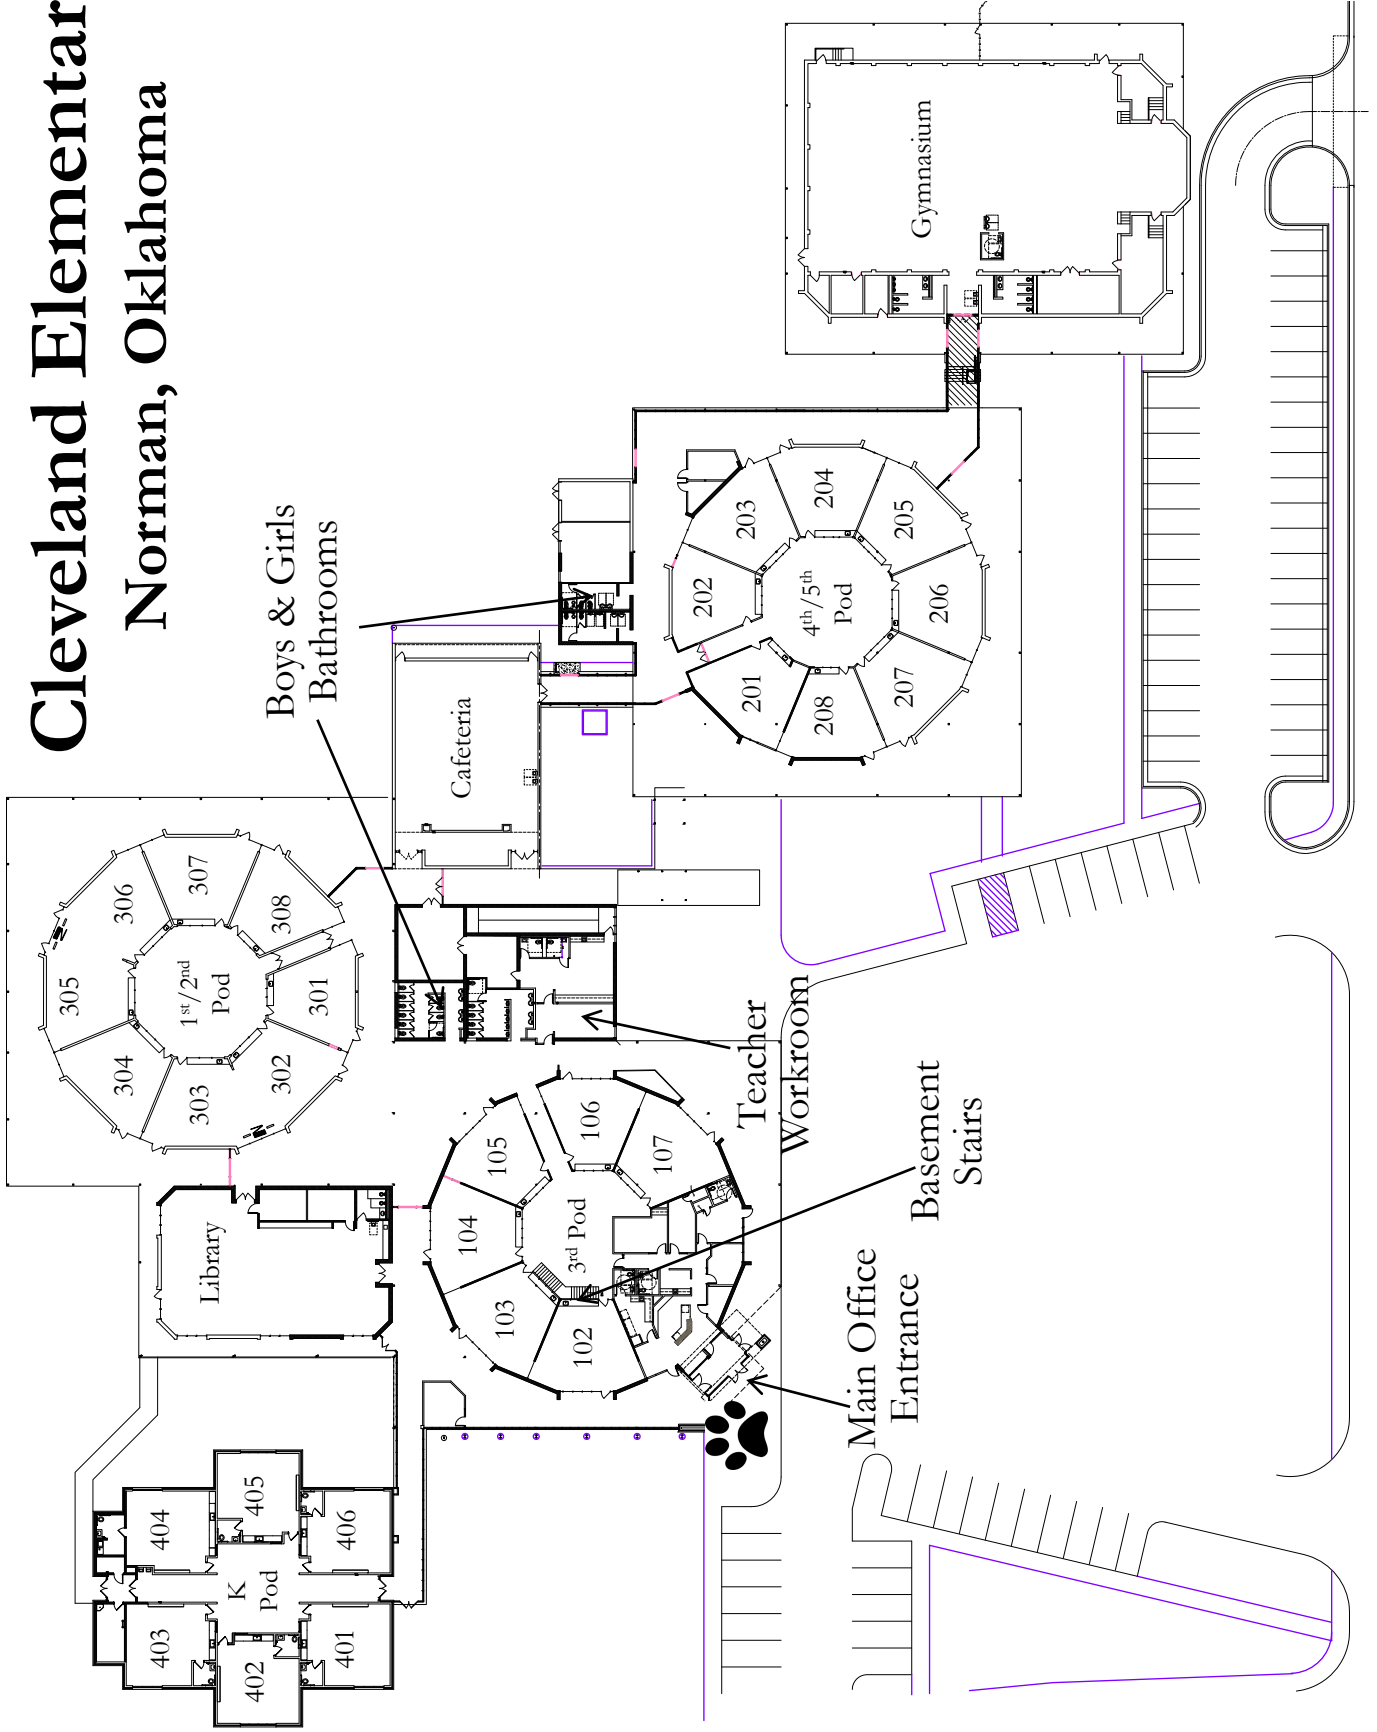 Cleveland Elementar
Norman, Oklahoma
Boys & Girls
Bathrooms
Gymnasium
Cafeteria
201
202
203
204
205
206
207
208
4th/5th
Pod
301
302
303
304
305
306
307
308
1st/2nd
Pod
Library
Teacher
Workroom
Basement
Stairs
102
103
104
105
106
107
3rd Pod
Main Office
Entrance
401
402
403
404
405
406
K
Pod